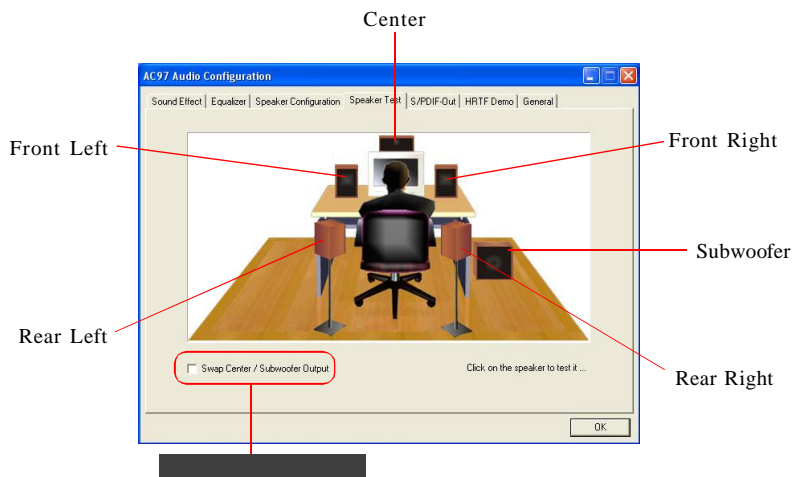 Center
AC97 Audio Configuration
Sound Effect Equalizer Speaker Configuration Speaker Test S/PDIF-Out HRTF Demo General
Front Left
Front Right
Subwoofer
Rear Left
Rear Right
Swap Center / Subwoofer Output
Click on the speaker to test it ...
OK